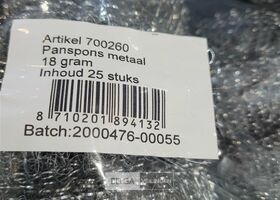 Artikel 700260
Panspons metaal
18 gram
Inhoud 25 stuks
8 710201 894132
Batch:2000476-00055